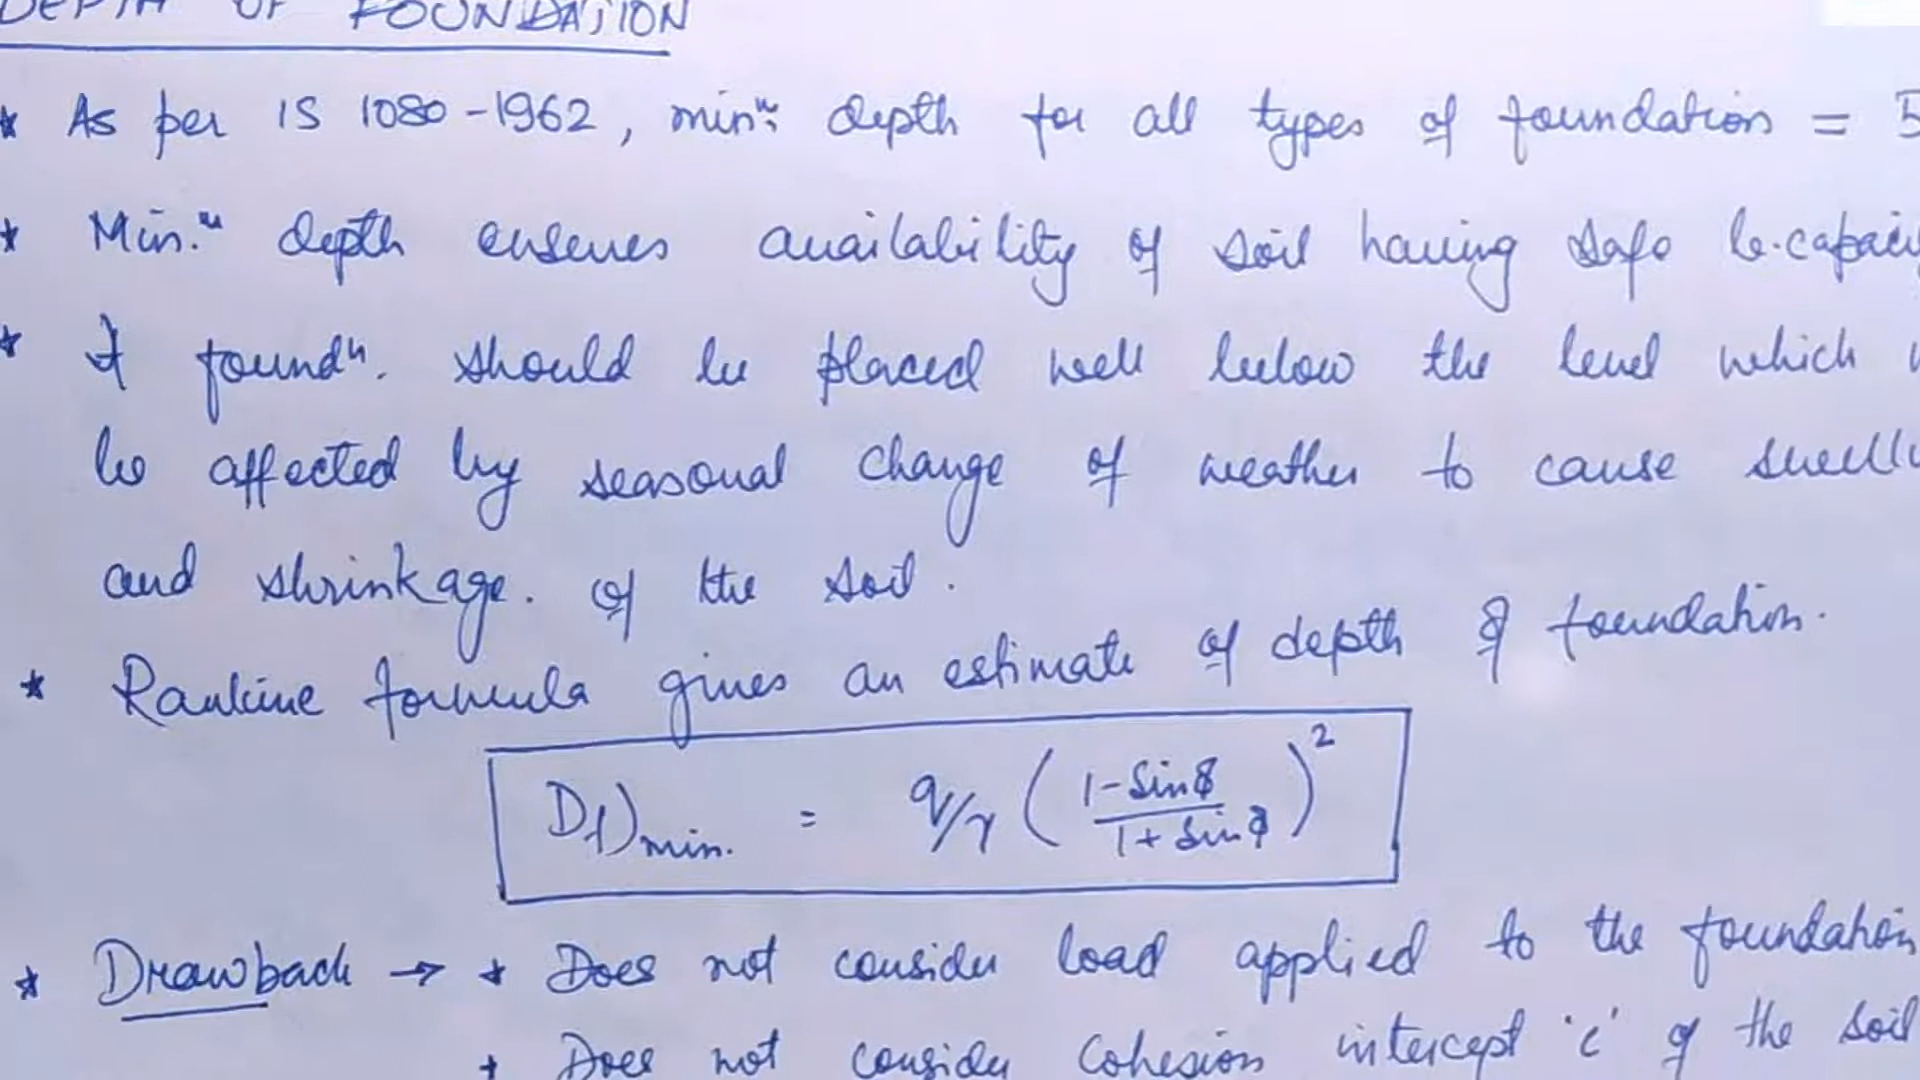 DEPTH OF FOUNDATION
* As per IS 1080-1962, minm. depth for all types of foundation = 5
* Min.m depth ensures availability of soil having safe b.capaci
* I foundn. should be placed well below the level which
be affected by seasonal change of weather to cause swelli
and shrinkage. of the soil.
* Rankine formula gives an estimate of depth of foundation.
Df)min. = q/γ ( 1-Sinφ / 1+Sinφ )²
* Drawback → * Does not consider load applied to the foundation
* Does not consider Cohesion intercept 'c' of the soil